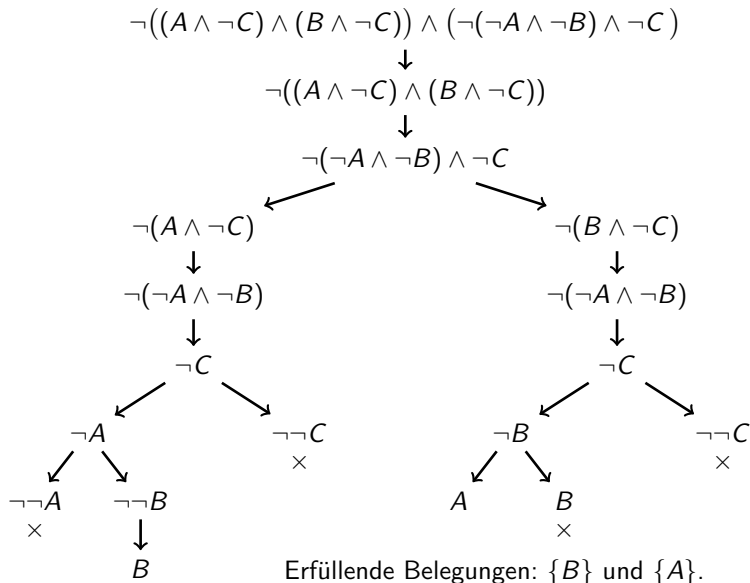 ¬((A ∧ ¬C) ∧ (B ∧ ¬C)) ∧ (¬(¬A ∧ ¬B) ∧ ¬C)
¬((A ∧ ¬C) ∧ (B ∧ ¬C))
¬(¬A ∧ ¬B) ∧ ¬C
¬(A ∧ ¬C) ¬(B ∧ ¬C)
¬(¬A ∧ ¬B) ¬(¬A ∧ ¬B)
¬C ¬C
¬A ¬¬C ¬B ¬¬C
× ×
¬¬A ¬¬B A B
× ×
B Erfüllende Belegungen: {B} und {A}.